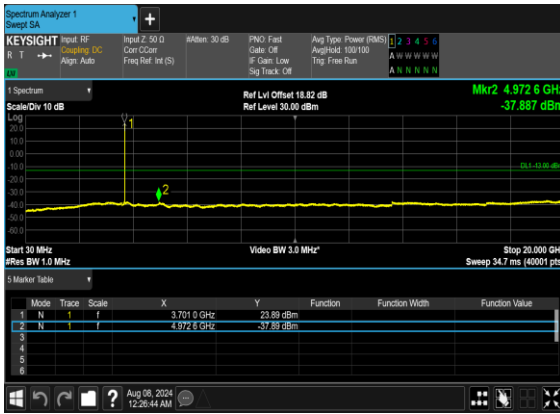 Spectrum Analyzer 1
Swept SA
KEYSIGHT
R T
Input: RF
Coupling: DC
Align: Auto
Input Z: 50 Ω
Corr CCorr
Freq Ref: Int (S)
#Atten: 30 dB
PNO: Fast
Gate: Off
IF Gain: Low
Sig Track: Off
Avg Type: Power (RMS)
Avg|Hold: 100/100
Trig: Free Run
1 2 3 4 5 6
A W W W W W
A N N N N N
1 Spectrum
Scale/Div 10 dB
Ref Lvl Offset 18.82 dB
Ref Level 30.00 dBm
Mkr2 4.972 6 GHz
-37.887 dBm
Log
20.0
10.0
0.00
-10.0
-20.0
-30.0
-40.0
-50.0
-60.0
1
2
DL1 -13.00 dBm
Start 30 MHz
#Res BW 1.0 MHz
Video BW 3.0 MHz*
Stop 20.000 GHz
Sweep 34.7 ms (40001 pts)
5 Marker Table
Mode Trace Scale X Y Function Function Width Function Value
1 N 1 f 3.701 0 GHz 23.89 dBm
2 N 1 f 4.972 6 GHz -37.89 dBm
3
4
5
6
?
Aug 08, 2024
12:26:44 AM